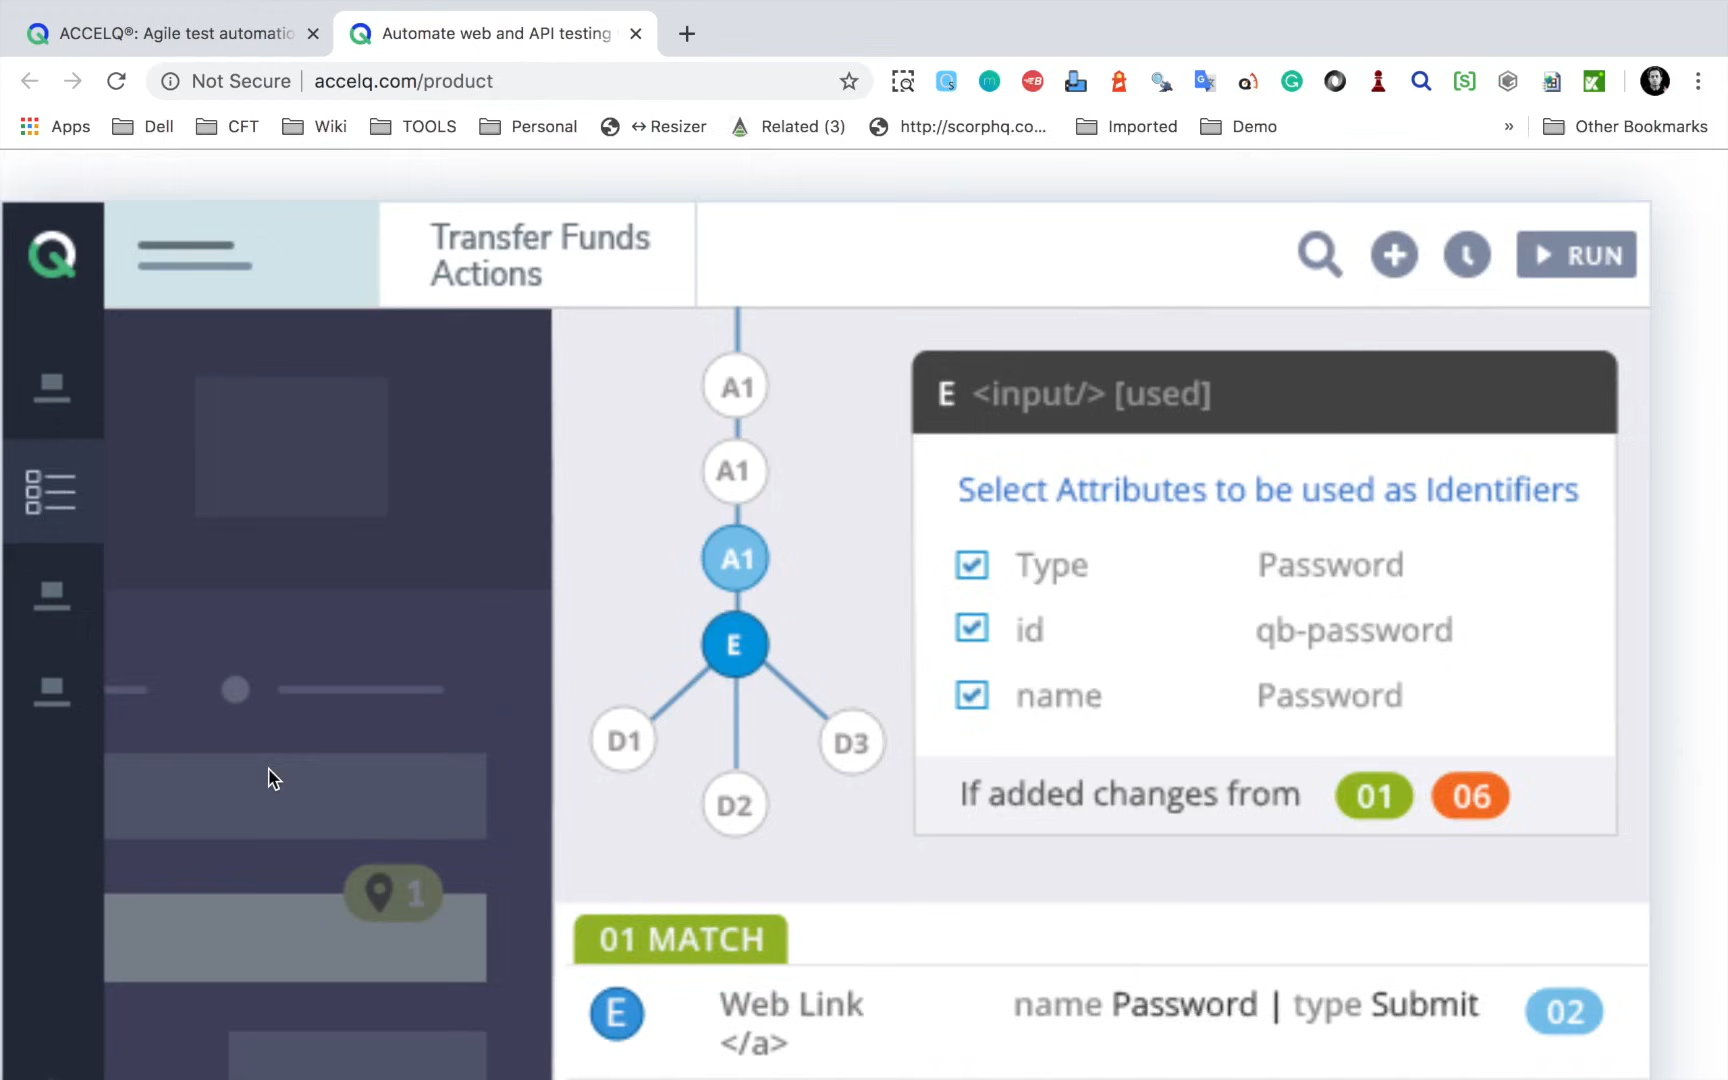 ACCELQ®: Agile test automatio
Automate web and API testing
Not Secure | accelq.com/product
Apps Dell CFT Wiki TOOLS Personal ↔Resizer Related (3) http://scorphq.co... Imported Demo » Other Bookmarks
Transfer Funds
Actions
RUN
A1
A1
A1
E
D1
D2
D3
E <input/> [used]
Select Attributes to be used as Identifiers
Type Password
id qb-password
name Password
If added changes from 01 06
1
01 MATCH
E Web Link name Password | type Submit 02
</a>